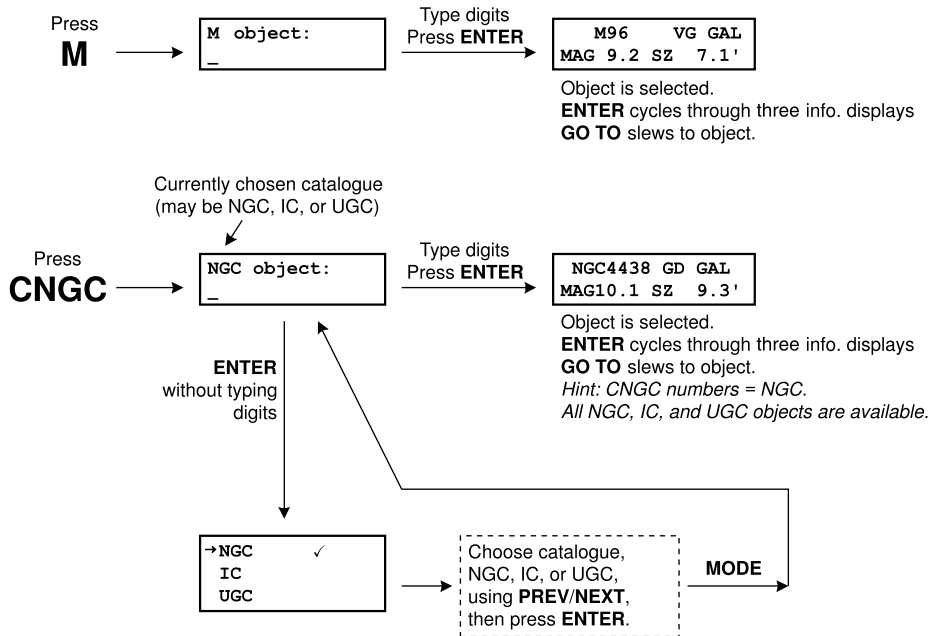 Press
M
M object:
_
Type digits
Press ENTER
M96 VG GAL
MAG 9.2 SZ 7.1'
Object is selected.
ENTER cycles through three info. displays
GO TO slews to object.
Currently chosen catalogue
(may be NGC, IC, or UGC)
Press
CNGC
NGC object:
_
Type digits
Press ENTER
NGC4438 GD GAL
MAG10.1 SZ 9.3'
Object is selected.
ENTER cycles through three info. displays
GO TO slews to object.
Hint: CNGC numbers = NGC.
All NGC, IC, and UGC objects are available.
ENTER
without typing
digits
→NGC ✓
IC
UGC
Choose catalogue,
NGC, IC, or UGC,
using PREV/NEXT,
then press ENTER.
MODE